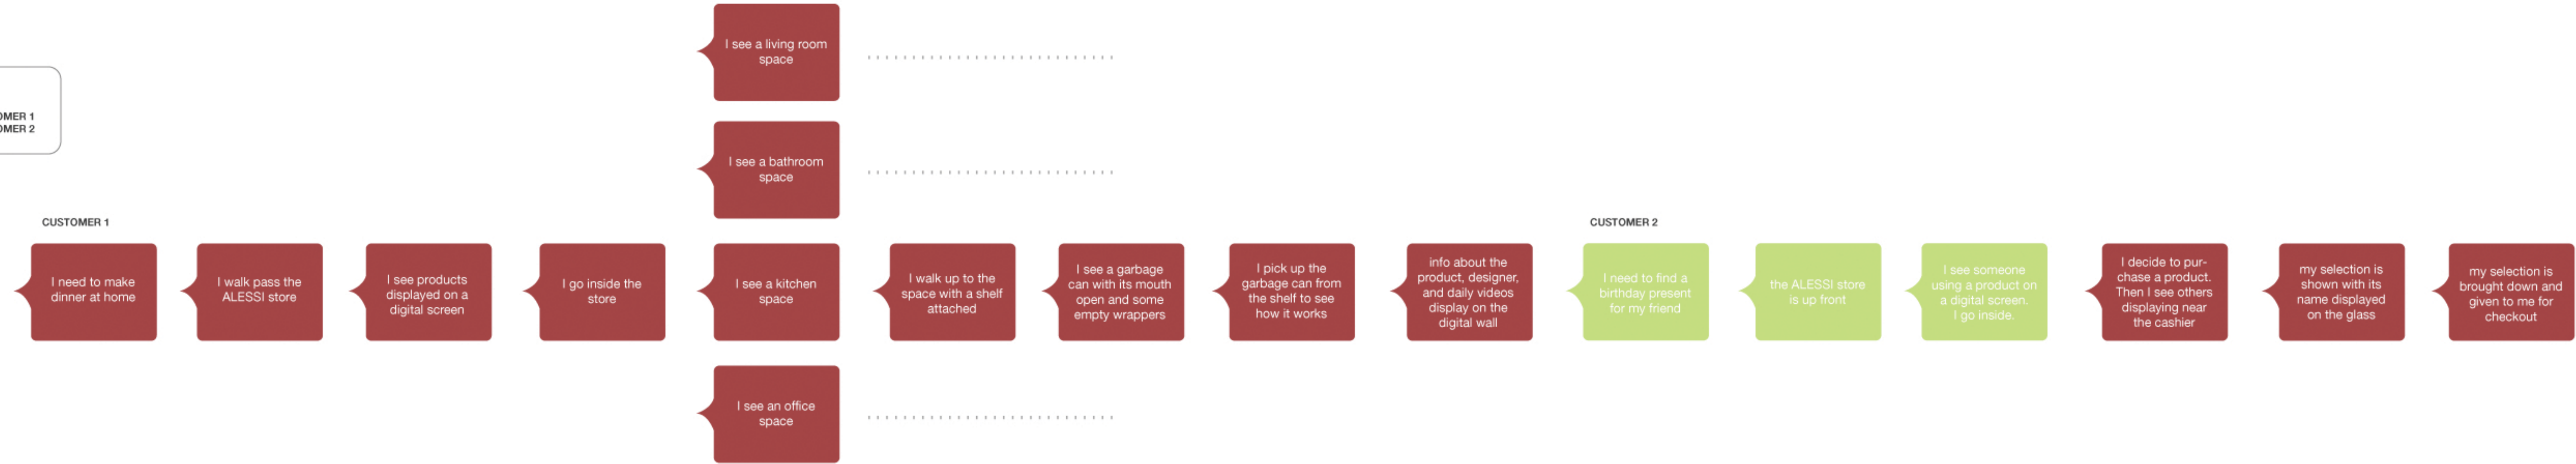 OMER 1
OMER 2
I see a living room
space
I see a bathroom
space
CUSTOMER 1
I need to make
dinner at home
I walk pass the
ALESSI store
I see products
displayed on a
digital screen
I go inside the
store
I see a kitchen
space
I walk up to the
space with a shelf
attached
I see a garbage
can with its mouth
open and some
empty wrappers
I pick up the
garbage can from
the shelf to see
how it works
info about the
product, designer,
and daily videos
display on the
digital wall
CUSTOMER 2
I need to find a
birthday present
for my friend
the ALESSI store
is up front
I see someone
using a product on
a digital screen.
I go inside.
I decide to pur-
chase a product.
Then I see others
displaying near
the cashier
my selection is
shown with its
name displayed
on the glass
my selection is
brought down and
given to me for
checkout
I see an office
space